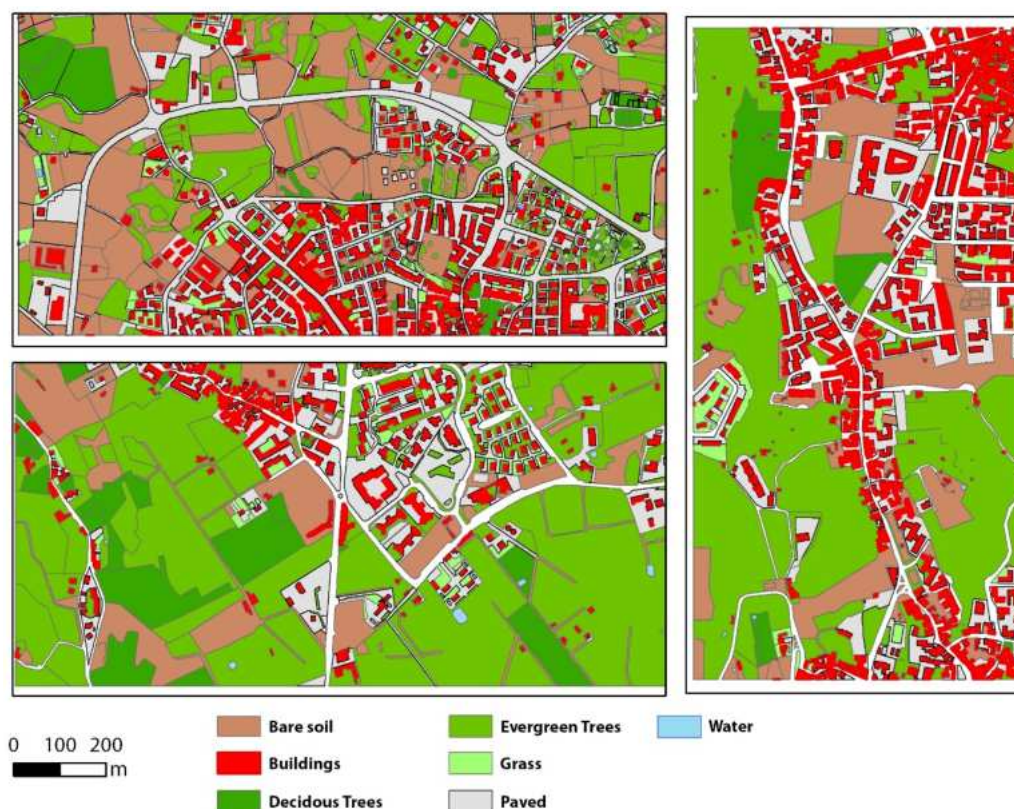 Bare soil
Evergreen Trees
Water
0 100 200
m
Buildings
Grass
Decidous Trees
Paved